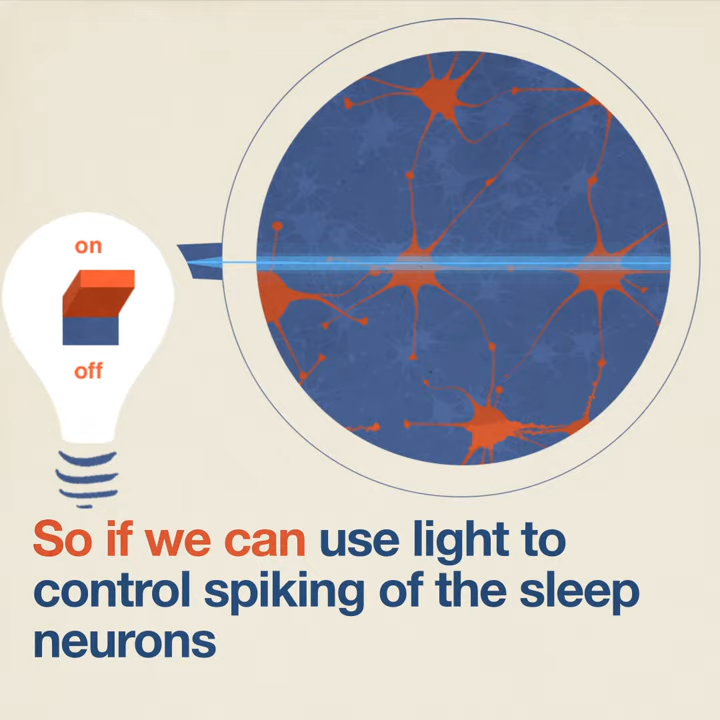 on
off
So if we can use light to
control spiking of the sleep
neurons